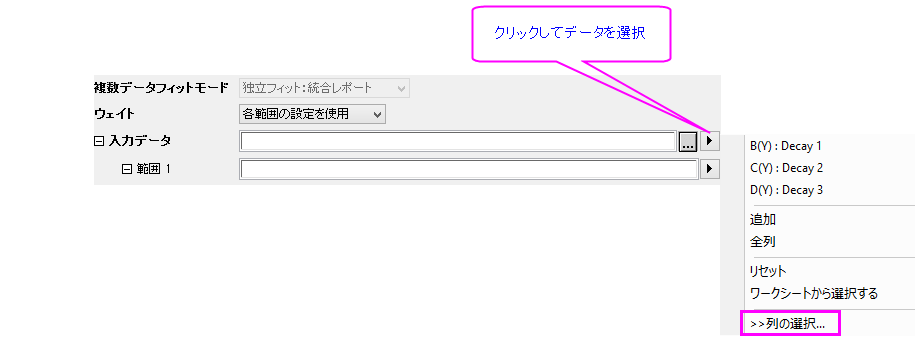 クリックしてデータを選択
複数データフィットモード 独立フィット:統合レポート
ウェイト 各範囲の設定を使用
入力データ ...
範囲 1
B(Y) : Decay 1
C(Y) : Decay 2
D(Y) : Decay 3
追加
全列
リセット
ワークシートから選択する
>>列の選択...